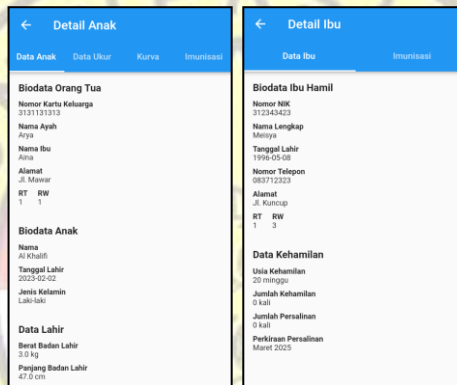 Detail Anak
Data Anak Data Ukur Kurva Imunisasi
Biodata Orang Tua
Nomor Kartu Keluarga
3131131313
Nama Ayah
Arya
Nama Ibu
Aina
Alamat
Jl. Mawar
RT RW
1 1
Biodata Anak
Nama
Al Khalifi
Tanggal Lahir
2023-02-02
Jenis Kelamin
Laki-laki
Data Lahir
Berat Badan Lahir
3.0 kg
Panjang Badan Lahir
47.0 cm
Detail Ibu
Data Ibu Imunisasi
Biodata Ibu Hamil
Nomor NIK
312343423
Nama Lengkap
Meisya
Tanggal Lahir
1996-05-08
Nomor Telepon
083712323
Alamat
Jl. Kuncup
RT RW
1 3
Data Kehamilan
Usia Kehamilan
20 minggu
Jumlah Kehamilan
0 kali
Jumlah Persalinan
0 kali
Perkiraan Persalinan
Maret 2025